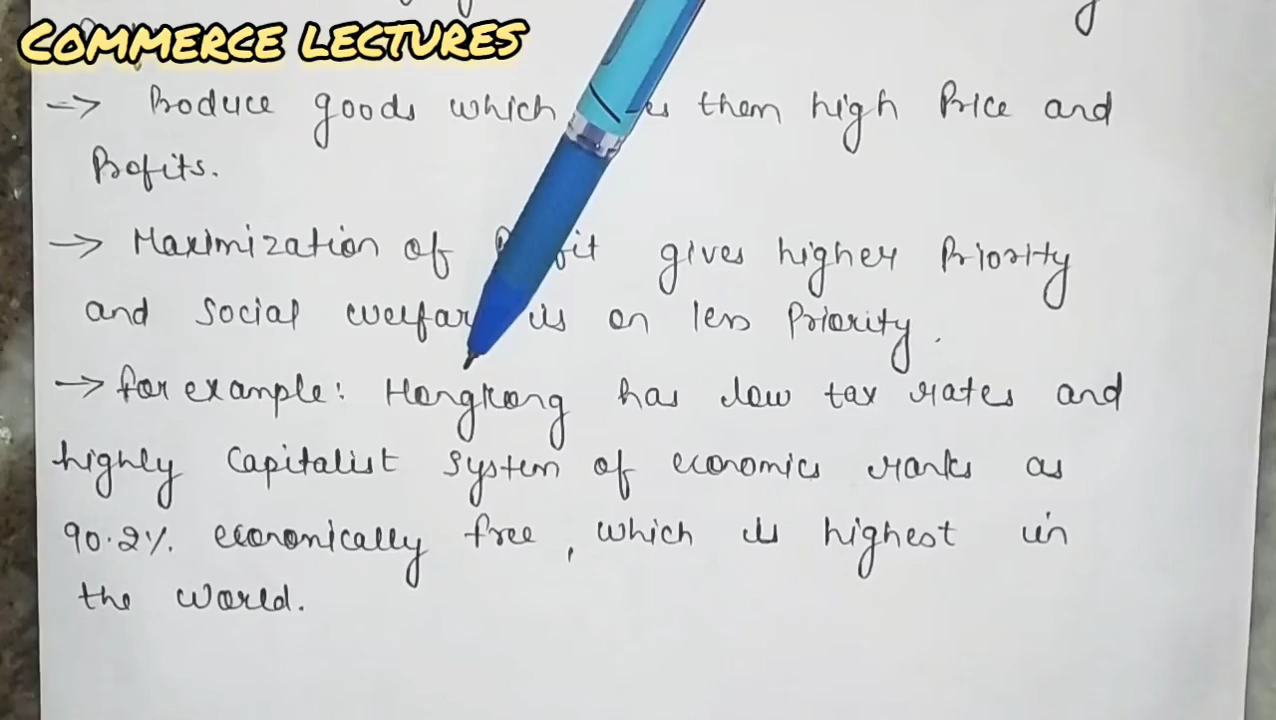 COMMERCE LECTURES
→ Produce goods which them high Price and
Profits.
→ Maximization of Profit gives higher Priority
and social welfare is on less Priority.
→ for example: Hongkong has low tax rates and
highly Capitalist system of economics ranks as
90.2% economically free, which is highest in
the world.